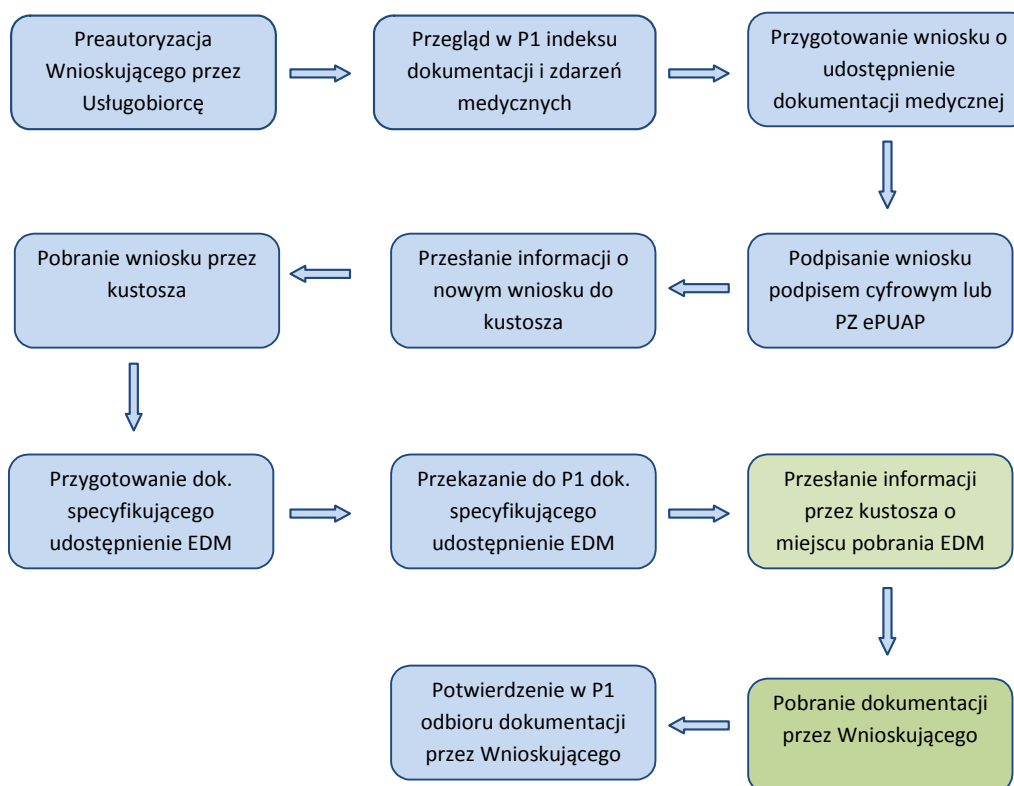 Preautoryzacja
Wnioskującego przez
Usługobiorcę
Przegląd w P1 indeksu
dokumentacji i zdarzeń
medycznych
Przygotowanie wniosku o
udostępnienie
dokumentacji medycznej
Podpisanie wniosku
podpisem cyfrowym lub
PZ ePUAP
Przesłanie informacji o
nowym wniosku do
kustosza
Pobranie wniosku przez
kustosza
Przygotowanie dok.
specyfikującego
udostępnienie EDM
Przekazanie do P1 dok.
specyfikującego
udostępnienie EDM
Przesłanie informacji
przez kustosza o
miejscu pobrania EDM
Pobranie dokumentacji
przez Wnioskującego
Potwierdzenie w P1
odbioru dokumentacji
przez Wnioskującego